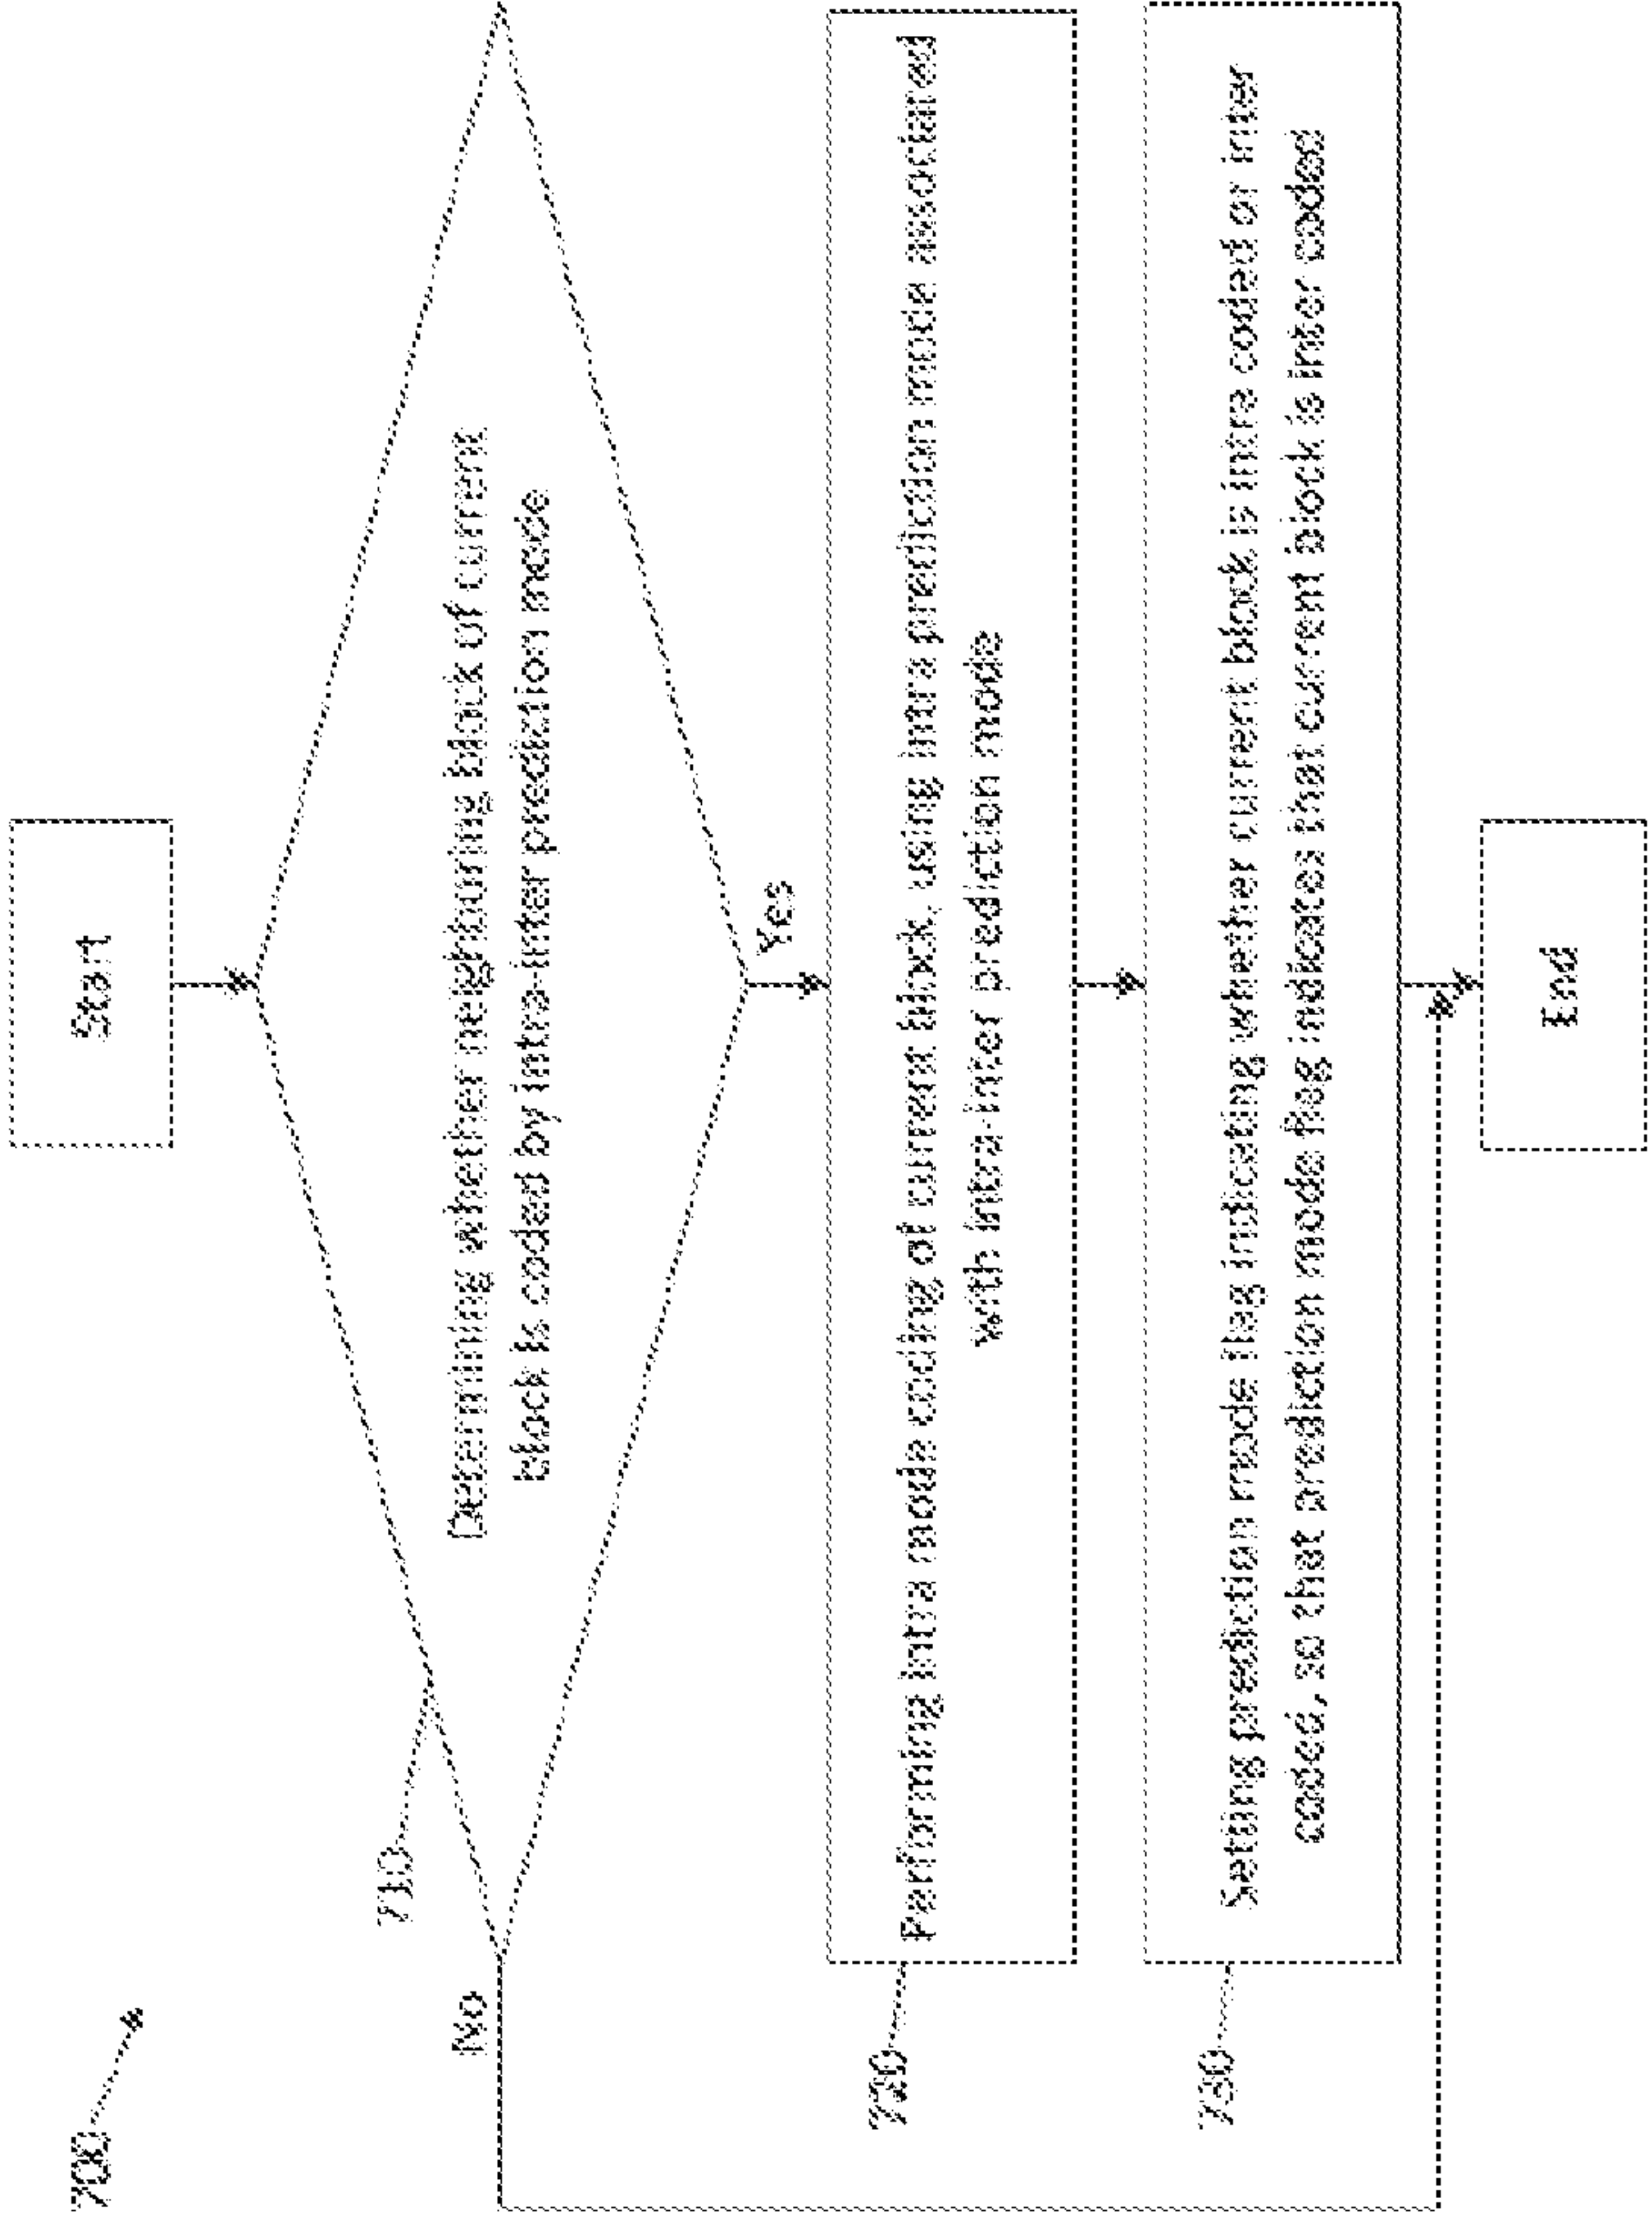 700
Start
710
Determining whether neighboring block of current
block is coded by intra-inter prediction mode
No
Yes
720
Performing intra mode coding of current block, using intra prediction mode associated
with intra-inter prediction mode
730
Setting prediction mode flag indicating whether current block is intra coded or inter
coded, so that prediction mode flag indicates that current block is inter coded
End